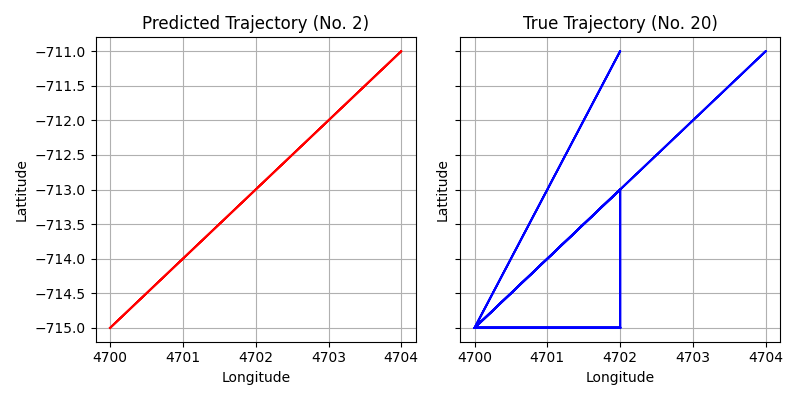 Predicted Trajectory (No. 2)
True Trajectory (No. 20)
−711.0
−711.5
−712.0
−712.5
−713.0
−713.5
−714.0
−714.5
−715.0
Lattitude
Lattitude
4700 4701 4702 4703 4704
4700 4701 4702 4703 4704
Longitude
Longitude